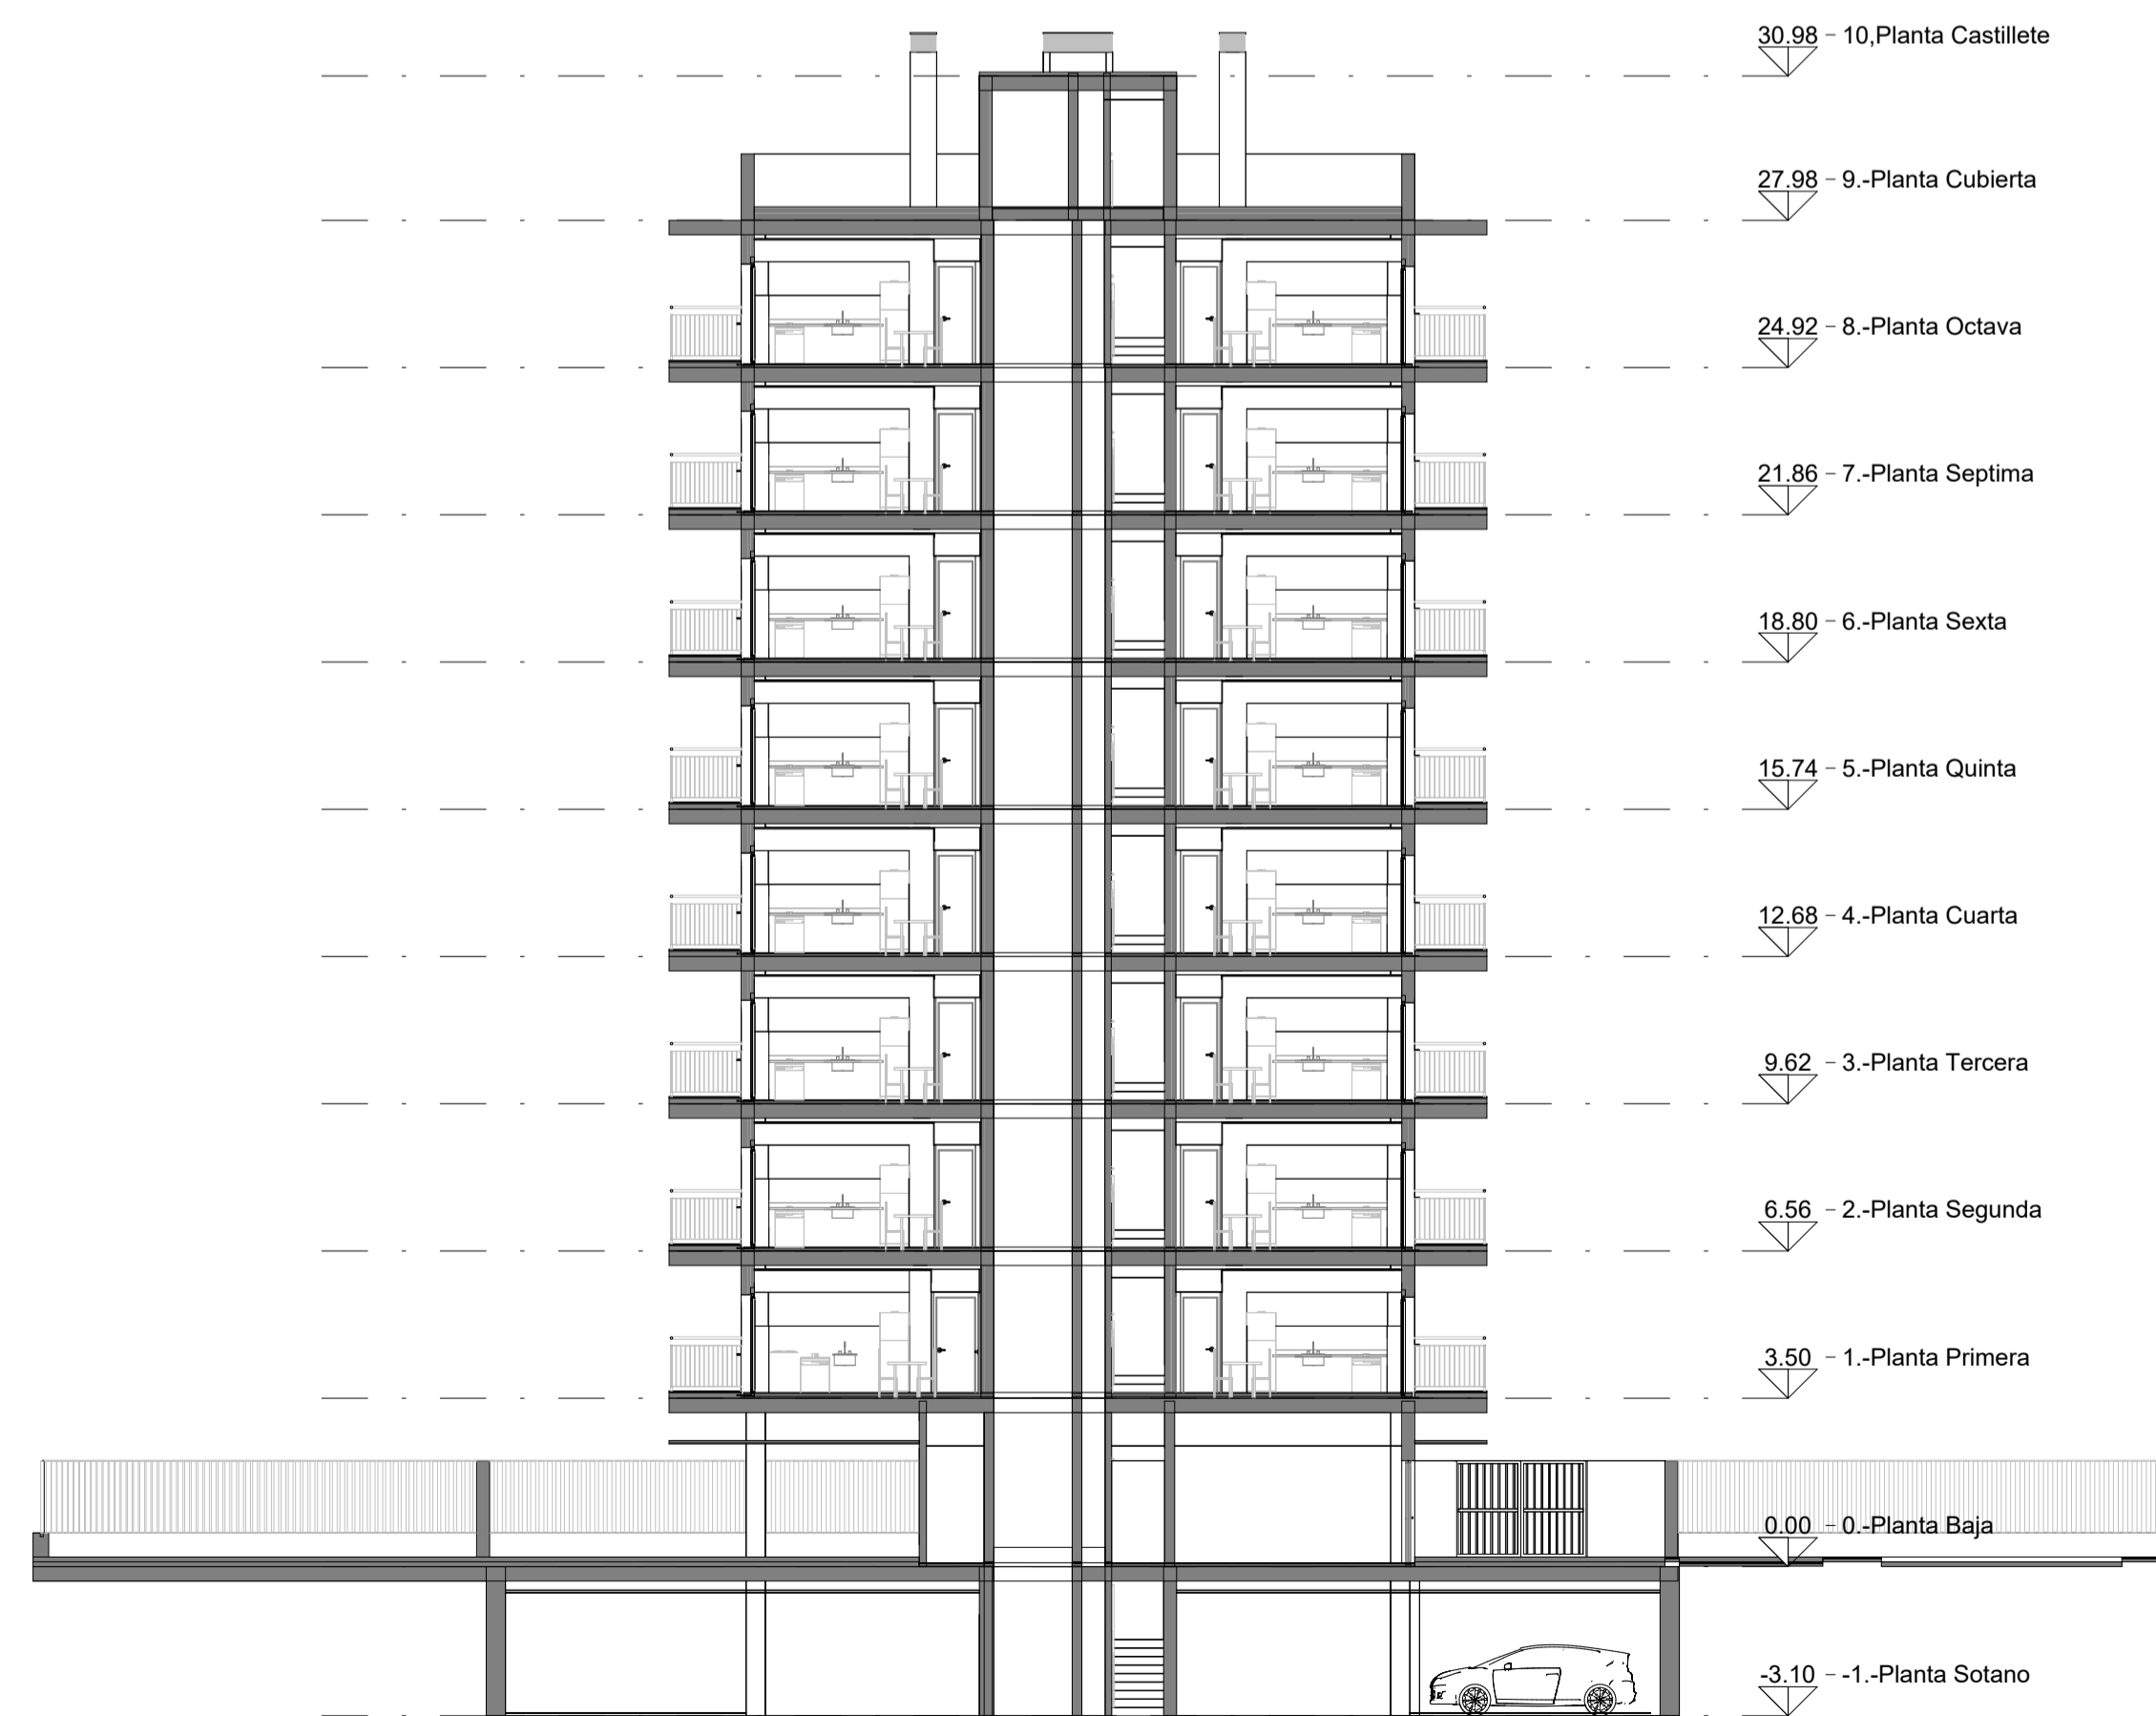 30.98 - 10,Planta Castillete
27.98 - 9.-Planta Cubierta
24.92 - 8.-Planta Octava
21.86 - 7.-Planta Septima
18.80 - 6.-Planta Sexta
15.74 - 5.-Planta Quinta
12.68 - 4.-Planta Cuarta
9.62 - 3.-Planta Tercera
6.56 - 2.-Planta Segunda
3.50 - 1.-Planta Primera
0.00 - 0.-Planta Baja
-3.10 - -1.-Planta Sotano